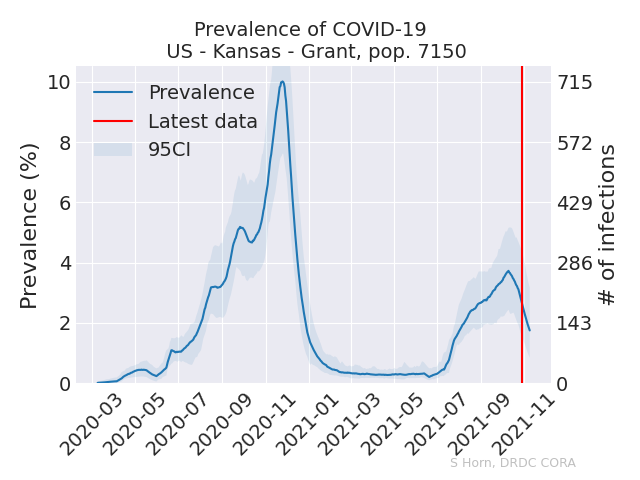 Prevalence of COVID-19
US - Kansas - Grant, pop. 7150
Prevalence
Latest data
95CI
Prevalence (%)
10
8
6
4
2
0
715
572
429
286
143
0
# of infections
2020-03
2020-05
2020-07
2020-09
2020-11
2021-01
2021-03
2021-05
2021-07
2021-09
2021-11
S Horn, DRDC CORA